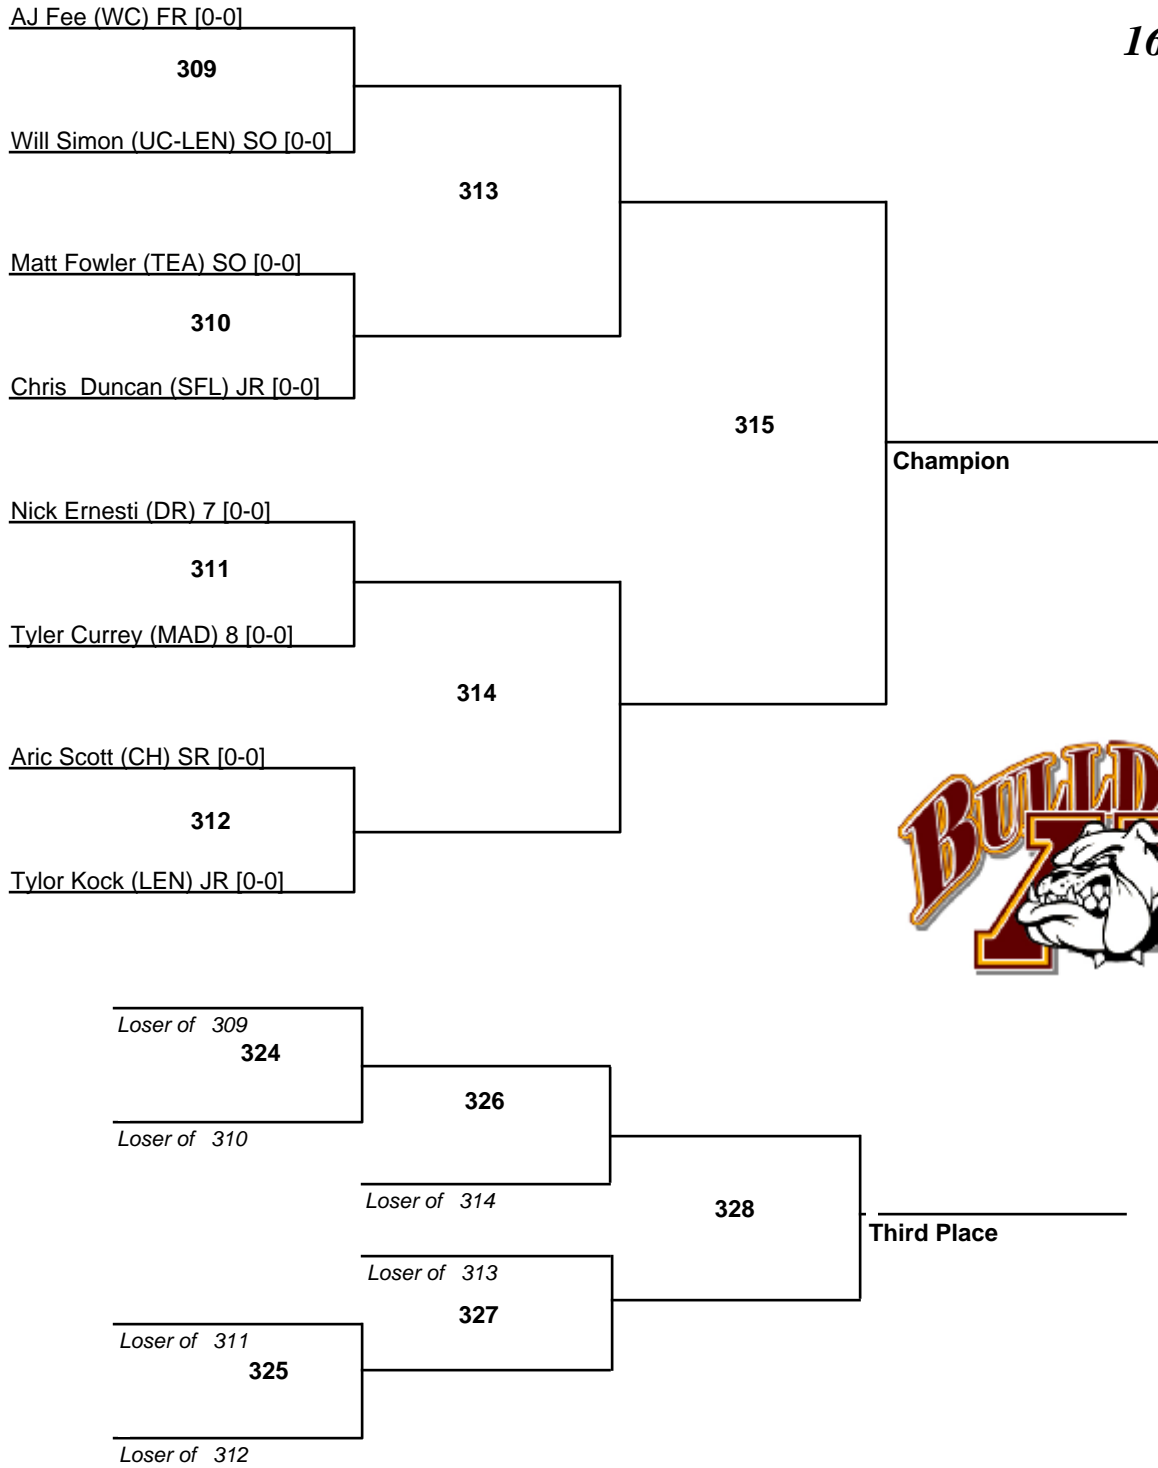 AJ Fee (WC) FR [0-0]
16
309
Will Simon (UC-LEN) SO [0-0]
313
Matt Fowler (TEA) SO [0-0]
310
Chris  Duncan (SFL) JR [0-0]
315
Champion
Nick Ernesti (DR) 7 [0-0]
311
Tyler Currey (MAD) 8 [0-0]
314
Aric Scott (CH) SR [0-0]
312
Tylor Kock (LEN) JR [0-0]
BULLD
Loser of 309
324
326
Loser of 310
Loser of 314
328
Third Place
Loser of 313
327
Loser of 311
325
Loser of 312